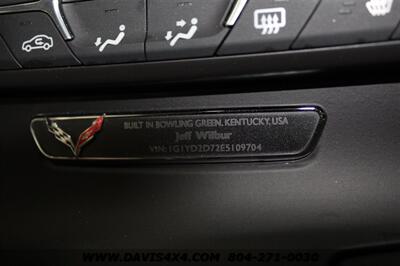 BUILT IN BOWLING GREEN, KENTUCKY, USA
Jeff Wilbur
VIN: 1G1YD2D72E5109704
WWW.DAVIS4X4.COM 804-271-0030